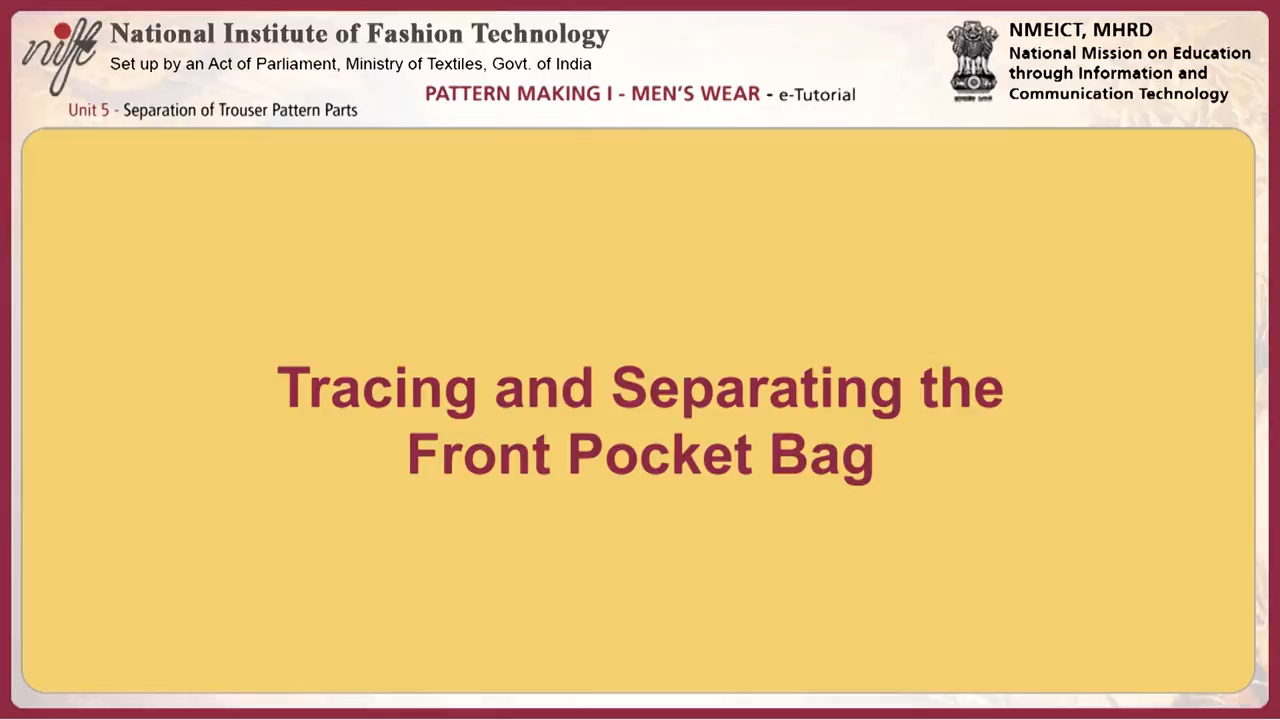 nift
National Institute of Fashion Technology
Set up by an Act of Parliament, Ministry of Textiles, Govt. of India
Unit 5 - Separation of Trouser Pattern Parts
PATTERN MAKING I - MEN'S WEAR - e-Tutorial
NMEICT, MHRD
National Mission on Education
through Information and
Communication Technology
Tracing and Separating the
Front Pocket Bag